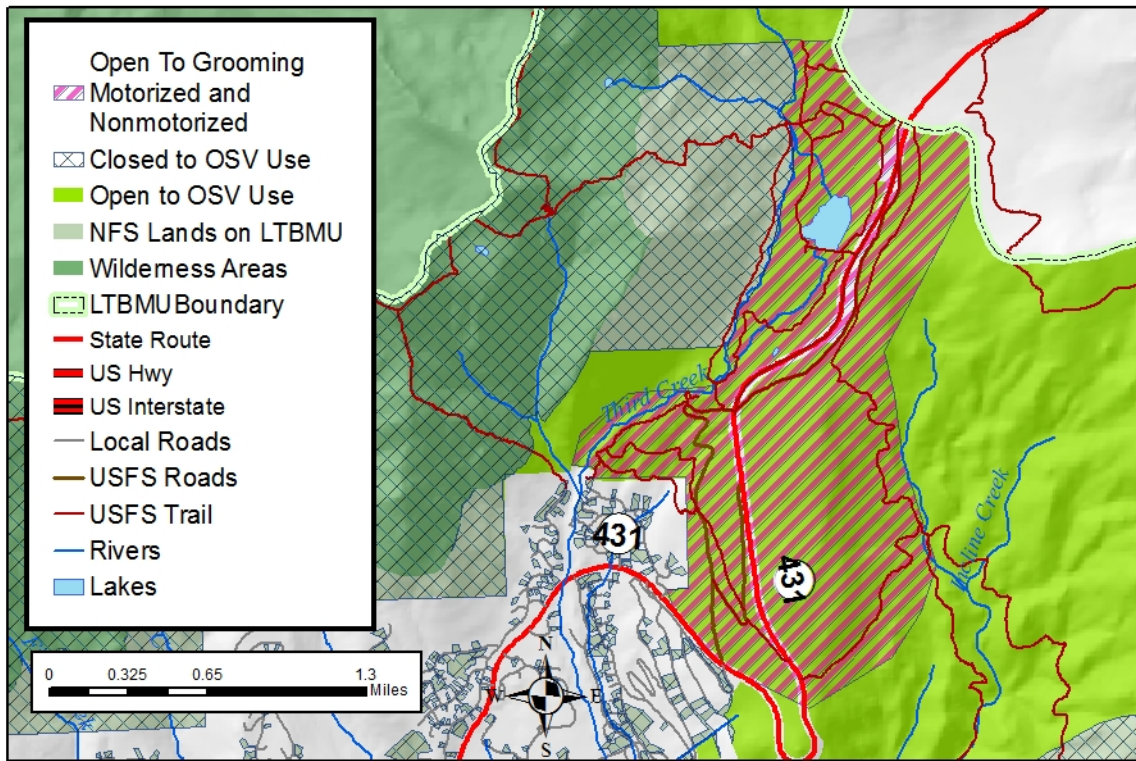 Open To Grooming
Motorized and
Nonmotorized
Closed to OSV Use
Open to OSV Use
NFS Lands on LTBMU
Wilderness Areas
LTBMU Boundary
State Route
US Hwy
US Interstate
Local Roads
USFS Roads
USFS Trail
Rivers
Lakes
0 0.325 0.65 1.3
Miles
Third Creek
431
431
Incline Creek
N
W E
S